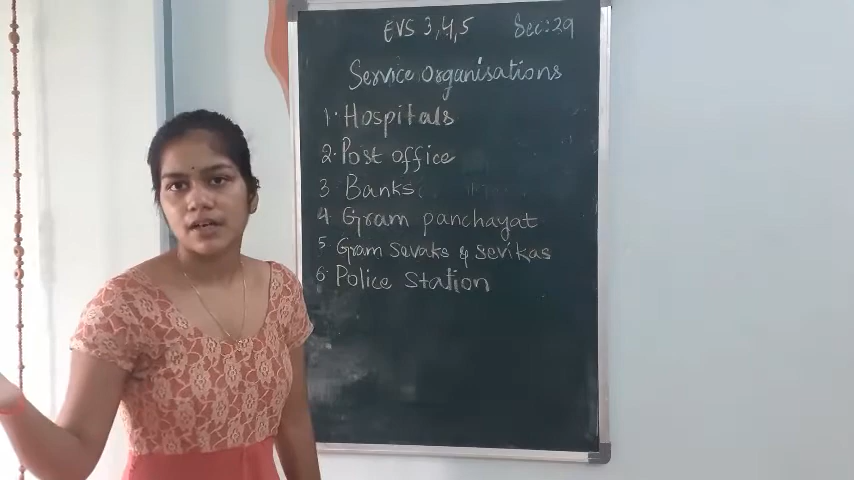 EVS 3,4,5 Sec:29
Service organisations
1. Hospitals
2. Post office
3. Banks
4. Gram panchayat
5. Gram sevaks & sevikas
6. Police station